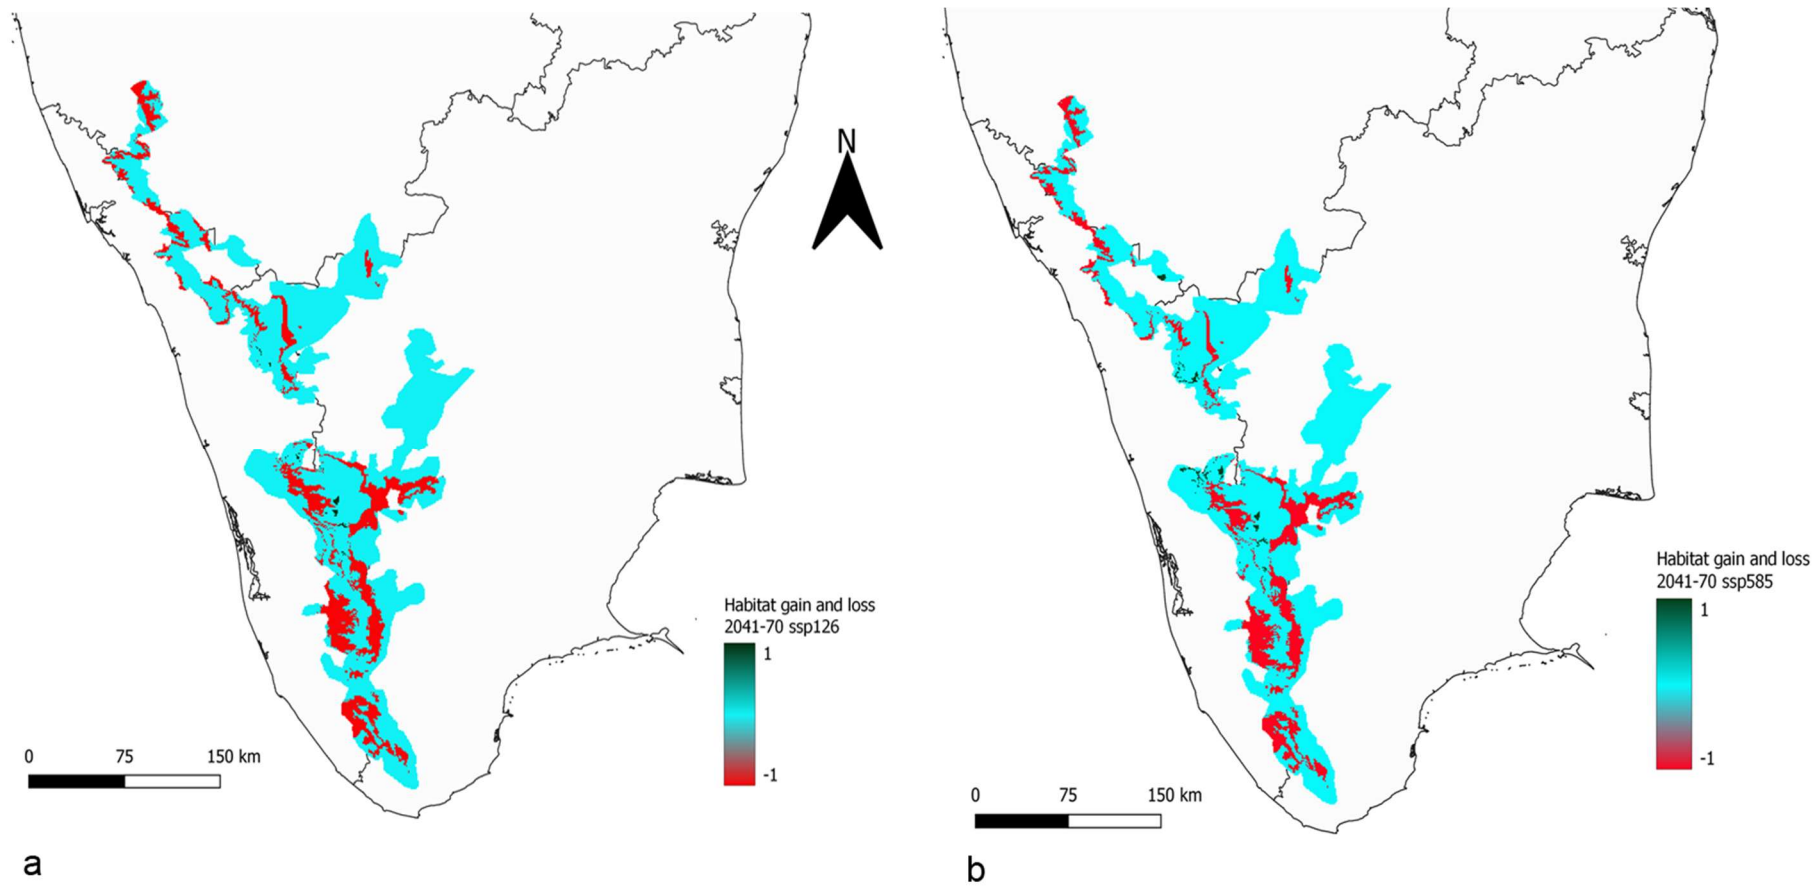 N
Habitat gain and loss
2041-70 ssp126
1
-1
0 75 150 km
a
Habitat gain and loss
2041-70 ssp585
1
-1
0 75 150 km
b